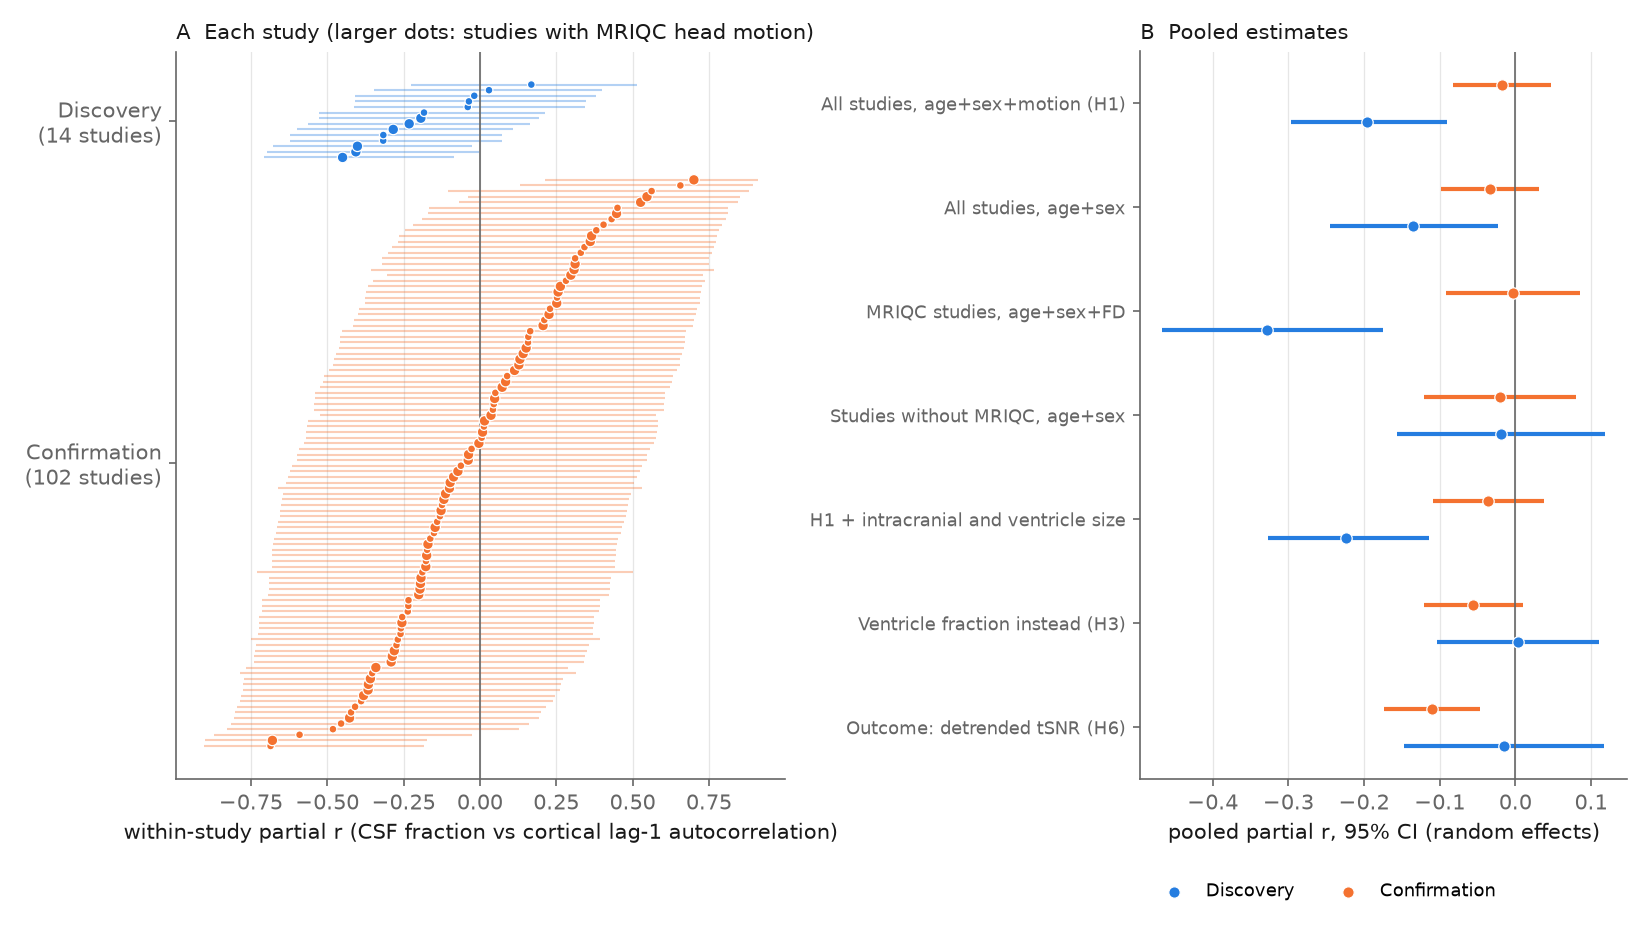 A  Each study (larger dots: studies with MRIQC head motion)
Discovery
(14 studies)
Confirmation
(102 studies)
−0.75
−0.50
−0.25
0.00
0.25
0.50
0.75
within-study partial r (CSF fraction vs cortical lag-1 autocorrelation)
B  Pooled estimates
All studies, age+sex+motion (H1)
All studies, age+sex
MRIQC studies, age+sex+FD
Studies without MRIQC, age+sex
H1 + intracranial and ventricle size
Ventricle fraction instead (H3)
Outcome: detrended tSNR (H6)
−0.4
−0.3
−0.2
−0.1
0.0
0.1
pooled partial r, 95% CI (random effects)
Discovery
Confirmation